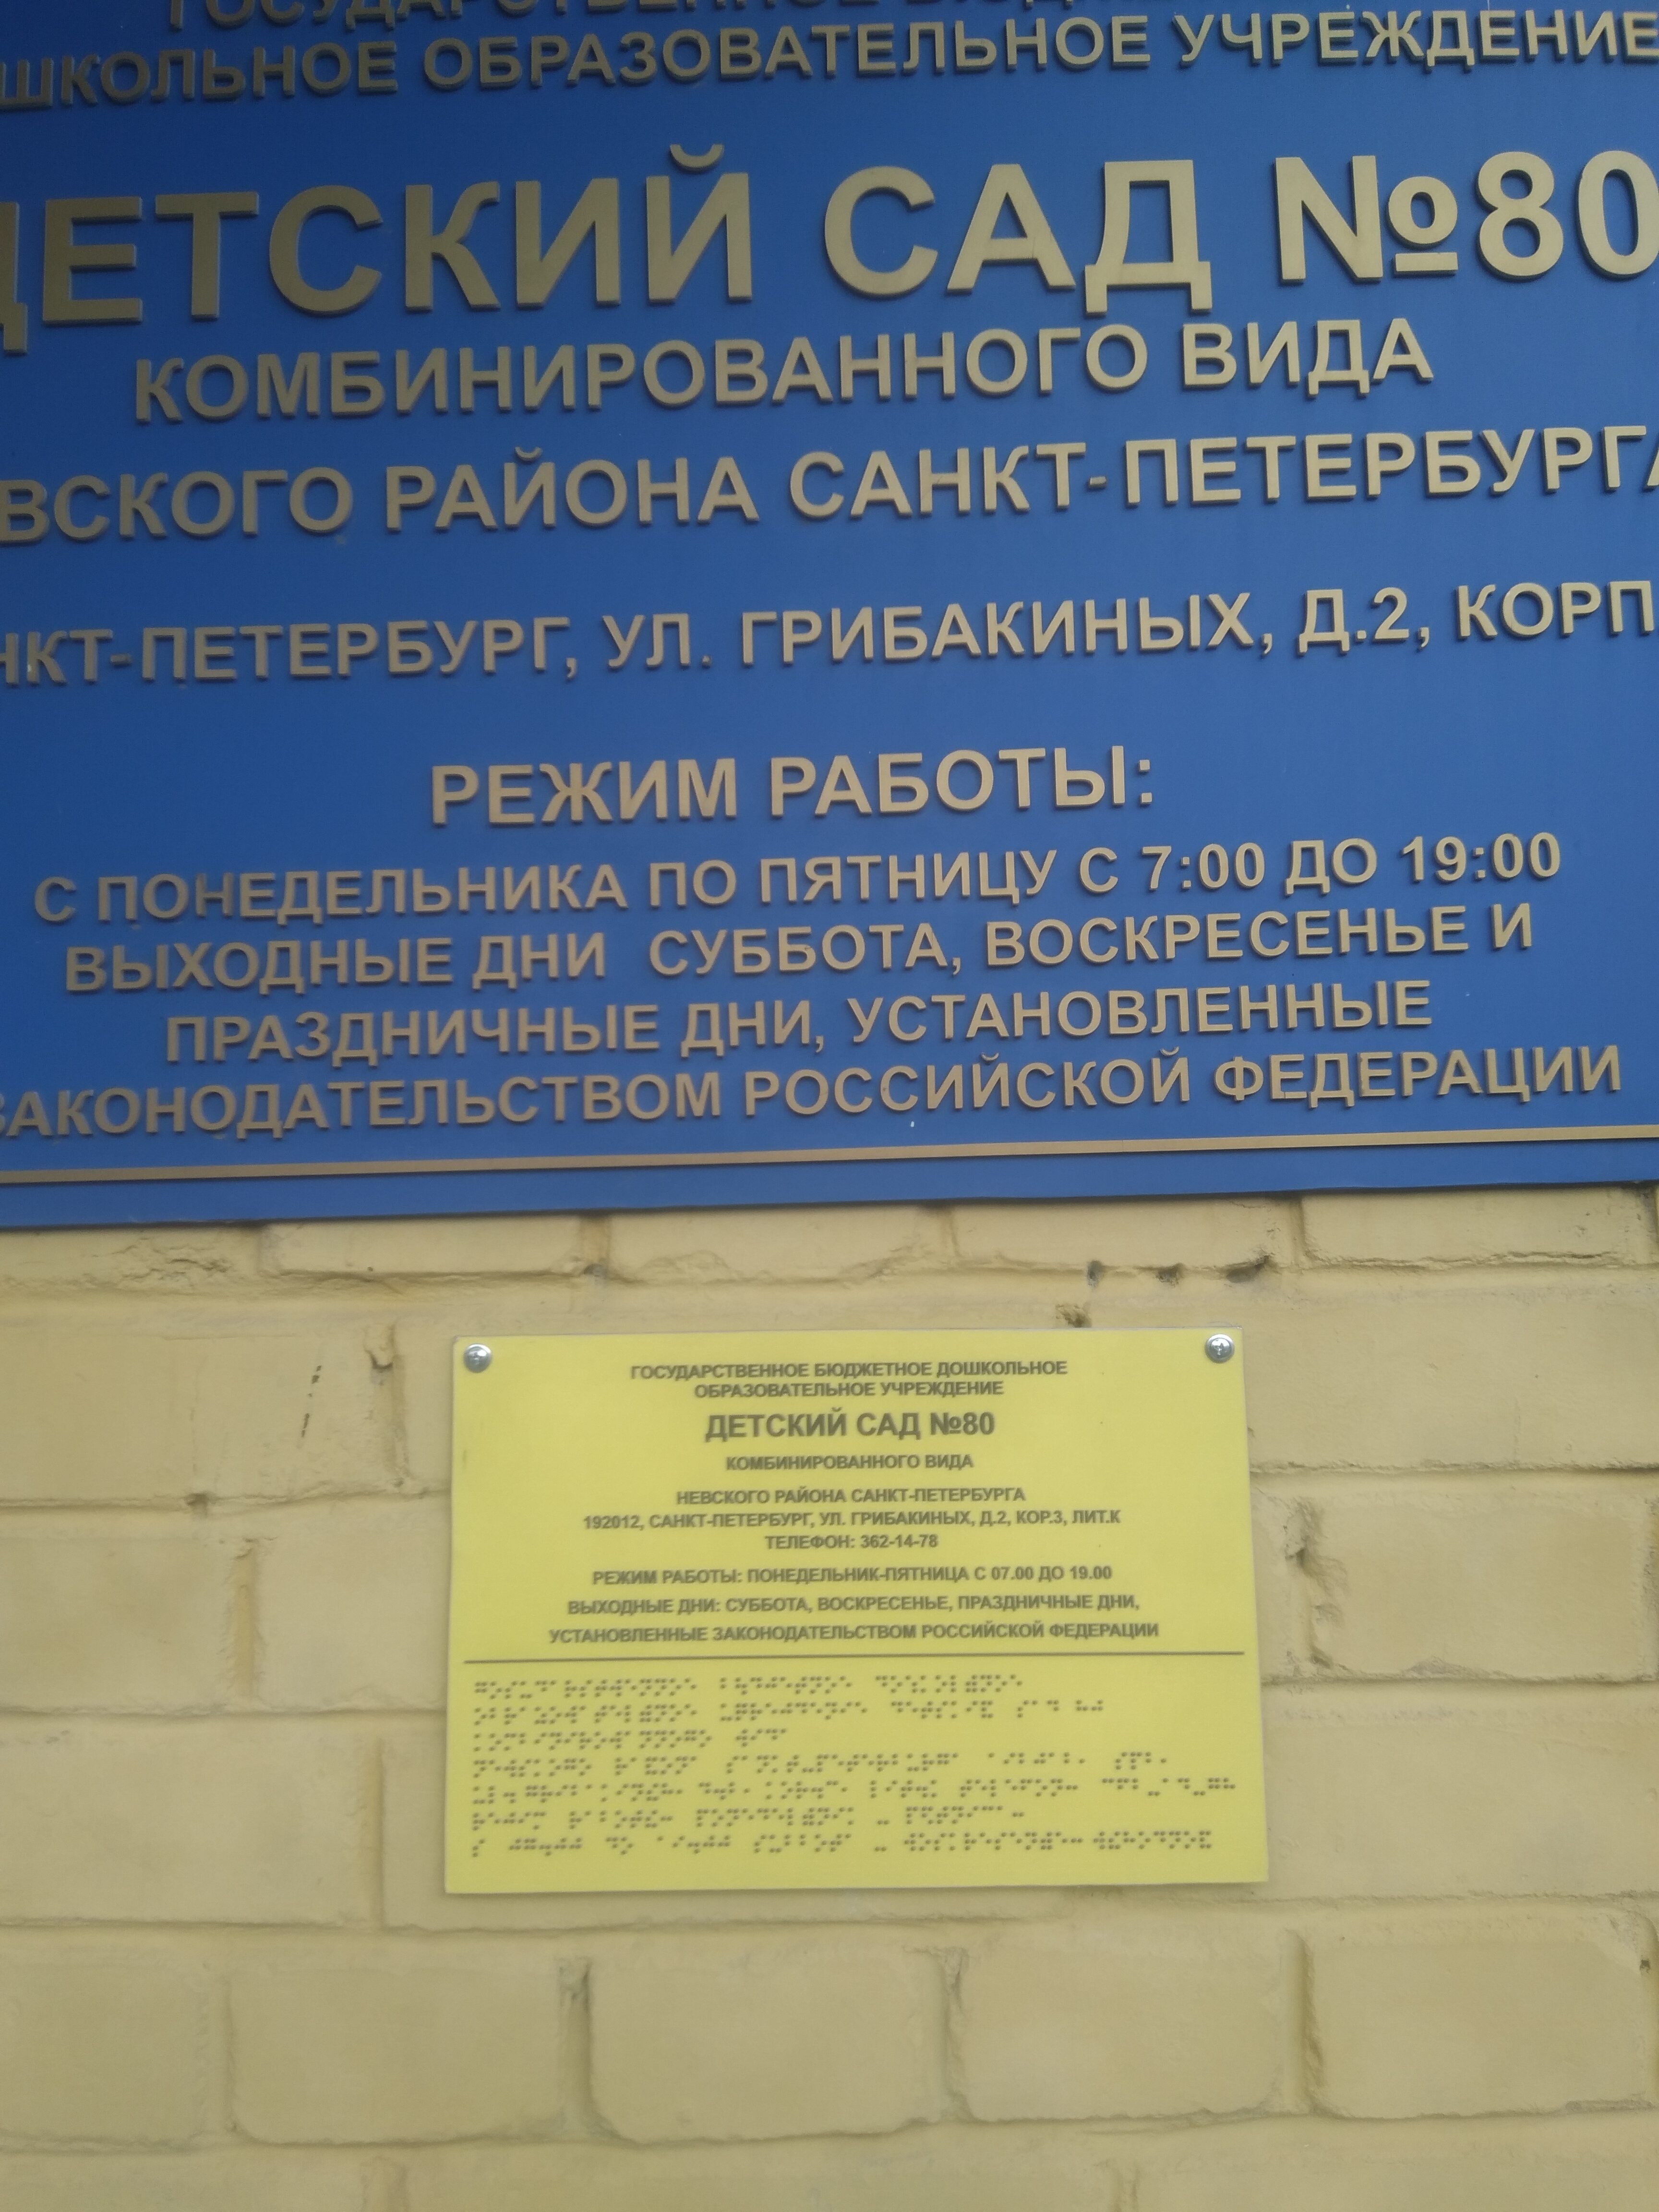 ГОСУДАРСТВЕННОЕ
ШКОЛЬНОЕ ОБРАЗОВАТЕЛЬНОЕ УЧРЕЖДЕНИЕ
ДЕТСКИЙ САД №80
КОМБИНИРОВАННОГО ВИДА
ВСКОГО РАЙОНА САНКТ-ПЕТЕРБУРГА
НКТ-ПЕТЕРБУРГ, УЛ. ГРИБАКИНЫХ, Д.2, КОРП.
РЕЖИМ РАБОТЫ:
С ПОНЕДЕЛЬНИКА ПО ПЯТНИЦУ С 7:00 ДО 19:00
ВЫХОДНЫЕ ДНИ СУББОТА, ВОСКРЕСЕНЬЕ И
ПРАЗДНИЧНЫЕ ДНИ, УСТАНОВЛЕННЫЕ
ЗАКОНОДАТЕЛЬСТВОМ РОССИЙСКОЙ ФЕДЕРАЦИИ
ГОСУДАРСТВЕННОЕ БЮДЖЕТНОЕ ДОШКОЛЬНОЕ
ОБРАЗОВАТЕЛЬНОЕ УЧРЕЖДЕНИЕ
ДЕТСКИЙ САД №80
КОМБИНИРОВАННОГО ВИДА
НЕВСКОГО РАЙОНА САНКТ-ПЕТЕРБУРГА
192012, САНКТ-ПЕТЕРБУРГ, УЛ. ГРИБАКИНЫХ, Д.2, КОР.3, ЛИТ.К
ТЕЛЕФОН: 362-14-78
РЕЖИМ РАБОТЫ: ПОНЕДЕЛЬНИК-ПЯТНИЦА С 07.00 ДО 19.00
ВЫХОДНЫЕ ДНИ: СУББОТА, ВОСКРЕСЕНЬЕ, ПРАЗДНИЧНЫЕ ДНИ,
УСТАНОВЛЕННЫЕ ЗАКОНОДАТЕЛЬСТВОМ РОССИЙСКОЙ ФЕДЕРАЦИИ